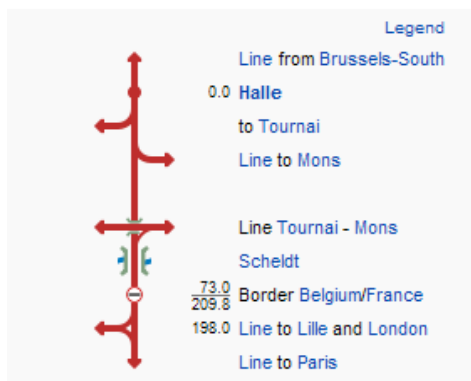 Legend
Line from Brussels-South
0.0 Halle
to Tournai
Line to Mons
Line Tournai - Mons
Scheldt
73.0
209.8 Border Belgium/France
198.0 Line to Lille and London
Line to Paris